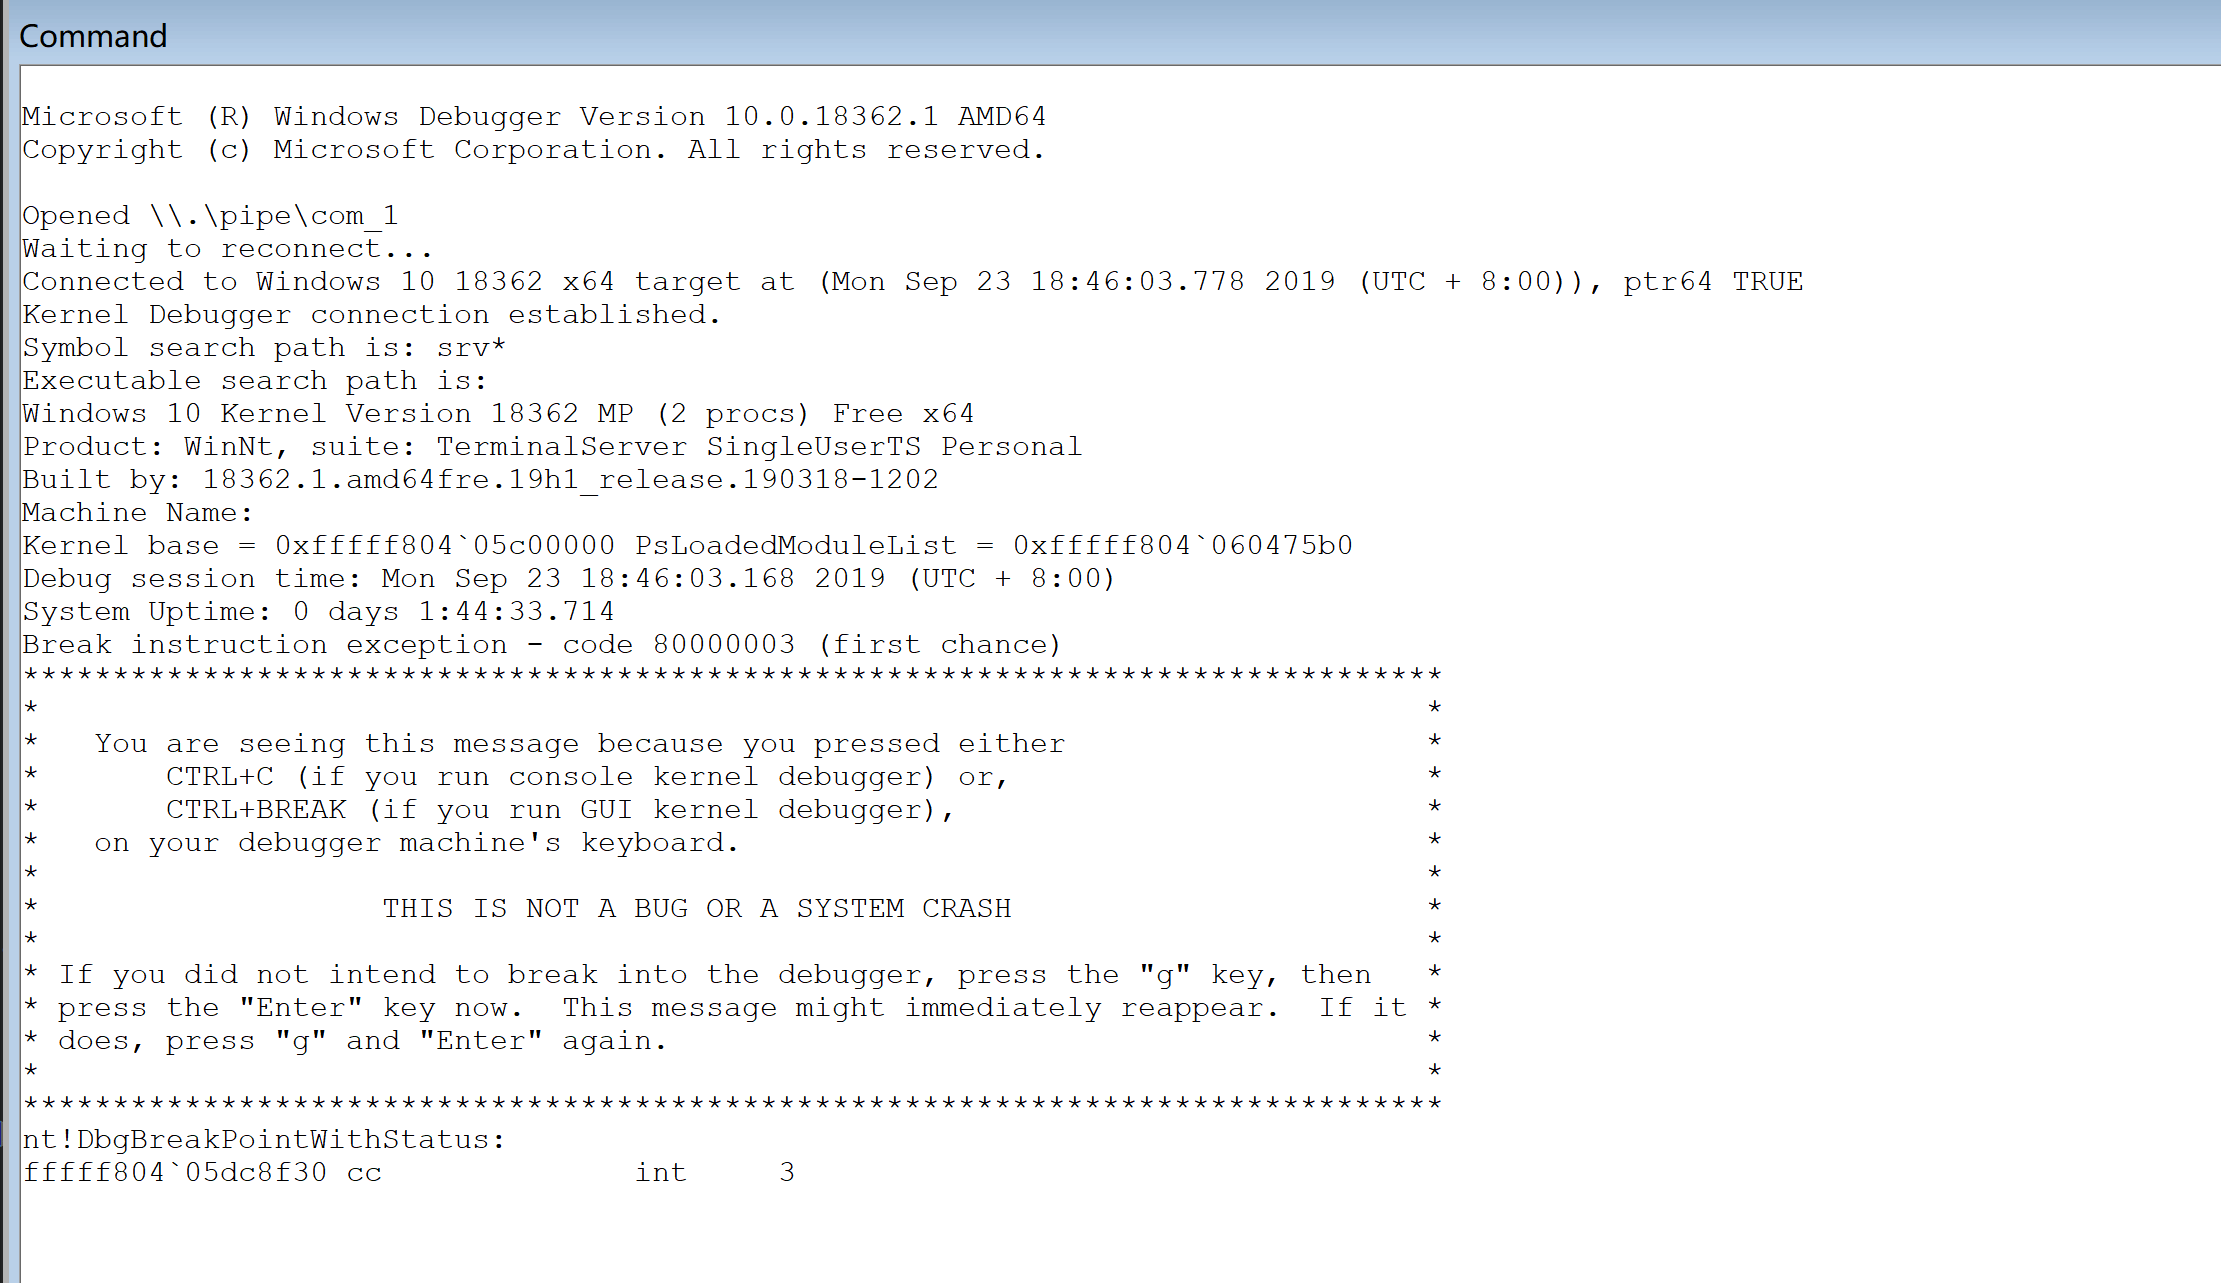 Command
Microsoft (R) Windows Debugger Version 10.0.18362.1 AMD64
Copyright (c) Microsoft Corporation. All rights reserved.
Opened \\.\pipe\com_1
Waiting to reconnect...
Connected to Windows 10 18362 x64 target at (Mon Sep 23 18:46:03.778 2019 (UTC + 8:00)), ptr64 TRUE
Kernel Debugger connection established.
Symbol search path is: srv*
Executable search path is:
Windows 10 Kernel Version 18362 MP (2 procs) Free x64
Product: WinNt, suite: TerminalServer SingleUserTS Personal
Built by: 18362.1.amd64fre.19h1_release.190318-1202
Machine Name:
Kernel base = 0xfffff804`05c00000 PsLoadedModuleList = 0xfffff804`060475b0
Debug session time: Mon Sep 23 18:46:03.168 2019 (UTC + 8:00)
System Uptime: 0 days 1:44:33.714
Break instruction exception - code 80000003 (first chance)
*******************************************************************************
*                                                                             *
*   You are seeing this message because you pressed either                    *
*       CTRL+C (if you run console kernel debugger) or,                       *
*       CTRL+BREAK (if you run GUI kernel debugger),                          *
*   on your debugger machine's keyboard.                                      *
*                                                                             *
*                   THIS IS NOT A BUG OR A SYSTEM CRASH                       *
*                                                                             *
* If you did not intend to break into the debugger, press the "g" key, then   *
* press the "Enter" key now.  This message might immediately reappear.  If it *
* does, press "g" and "Enter" again.                                          *
*                                                                             *
*******************************************************************************
nt!DbgBreakPointWithStatus:
fffff804`05dc8f30 cc              int     3